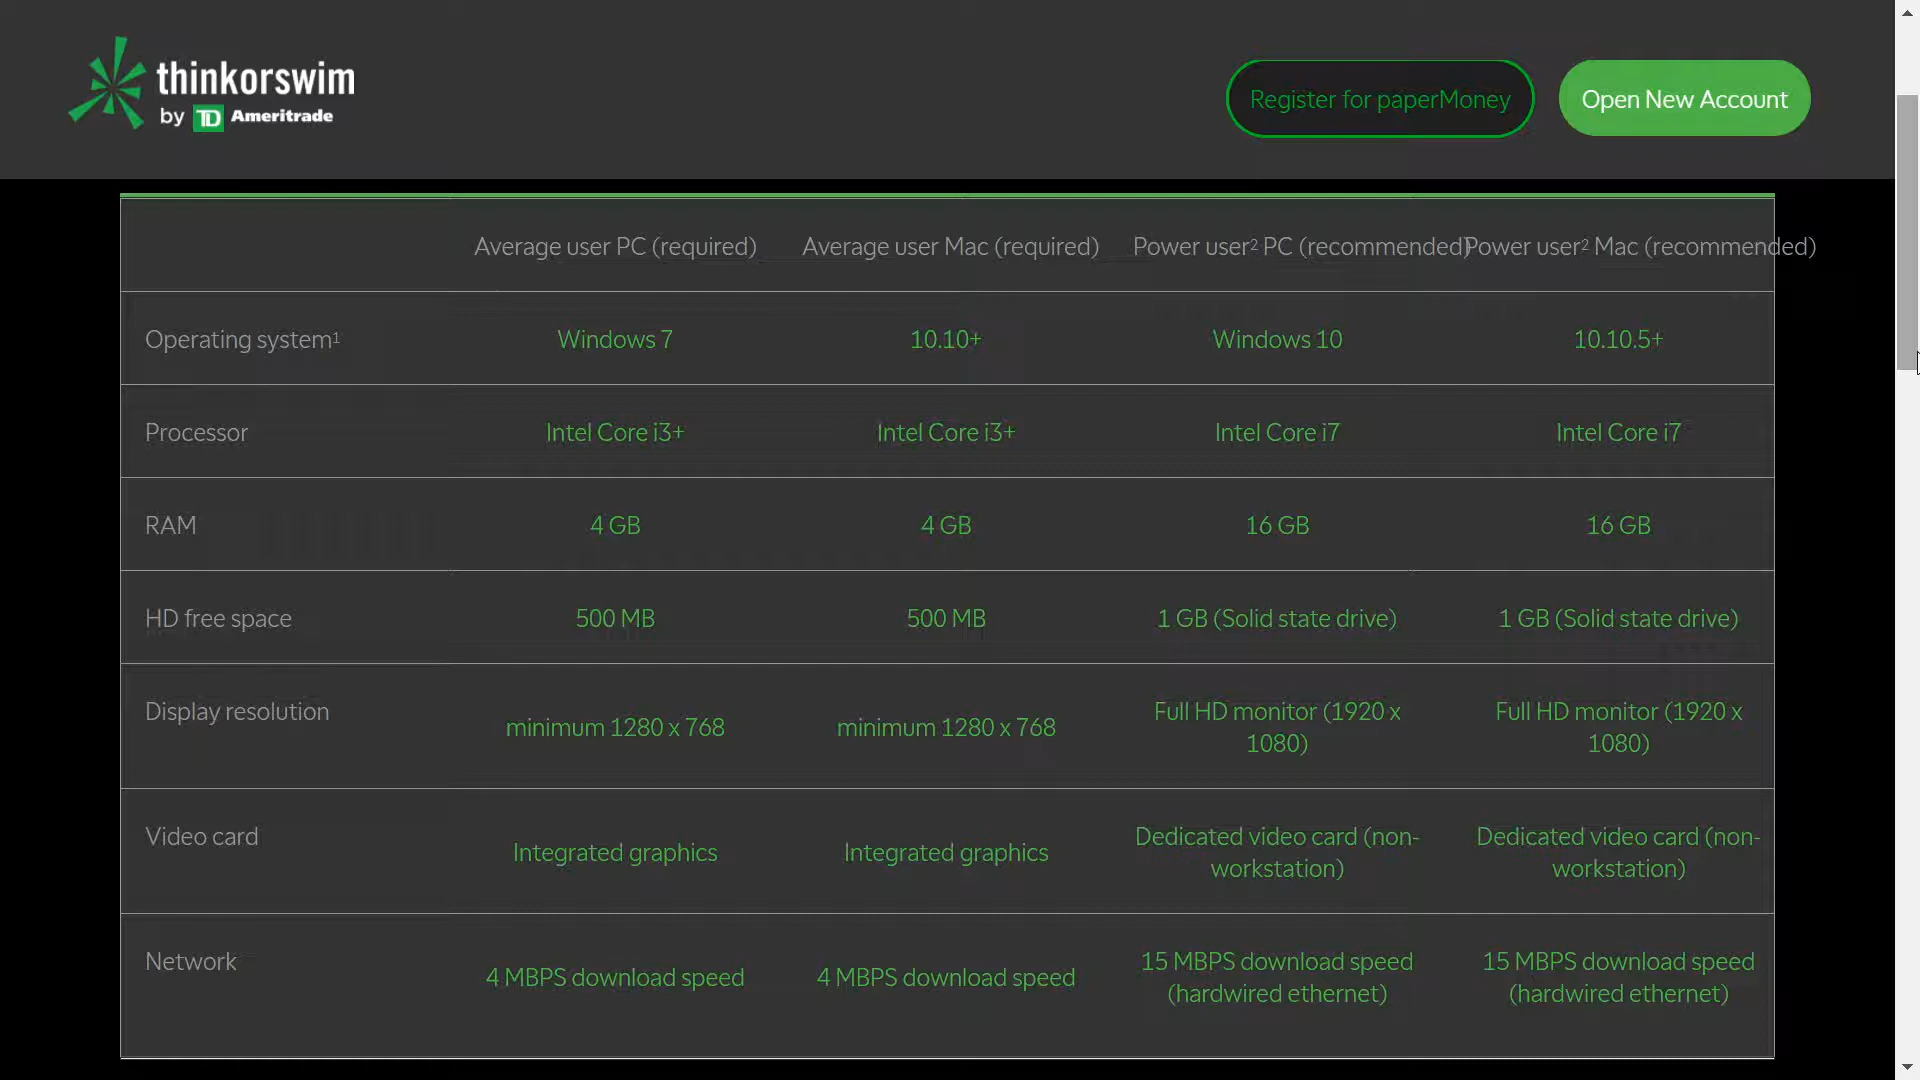 thinkorswim
by TD Ameritrade
Register for paperMoney
Open New Account
Average user PC (required) Average user Mac (required) Power user2 PC (recommended) Power user2 Mac (recommended)
Operating system1 Windows 7 10.10+ Windows 10 10.10.5+
Processor Intel Core i3+ Intel Core i3+ Intel Core i7 Intel Core i7
RAM 4 GB 4 GB 16 GB 16 GB
HD free space 500 MB 500 MB 1 GB (Solid state drive) 1 GB (Solid state drive)
Display resolution minimum 1280 x 768 minimum 1280 x 768 Full HD monitor (1920 x
1080) Full HD monitor (1920 x
1080)
Video card Integrated graphics Integrated graphics Dedicated video card (non-
workstation) Dedicated video card (non-
workstation)
Network 4 MBPS download speed 4 MBPS download speed 15 MBPS download speed
(hardwired ethernet) 15 MBPS download speed
(hardwired ethernet)